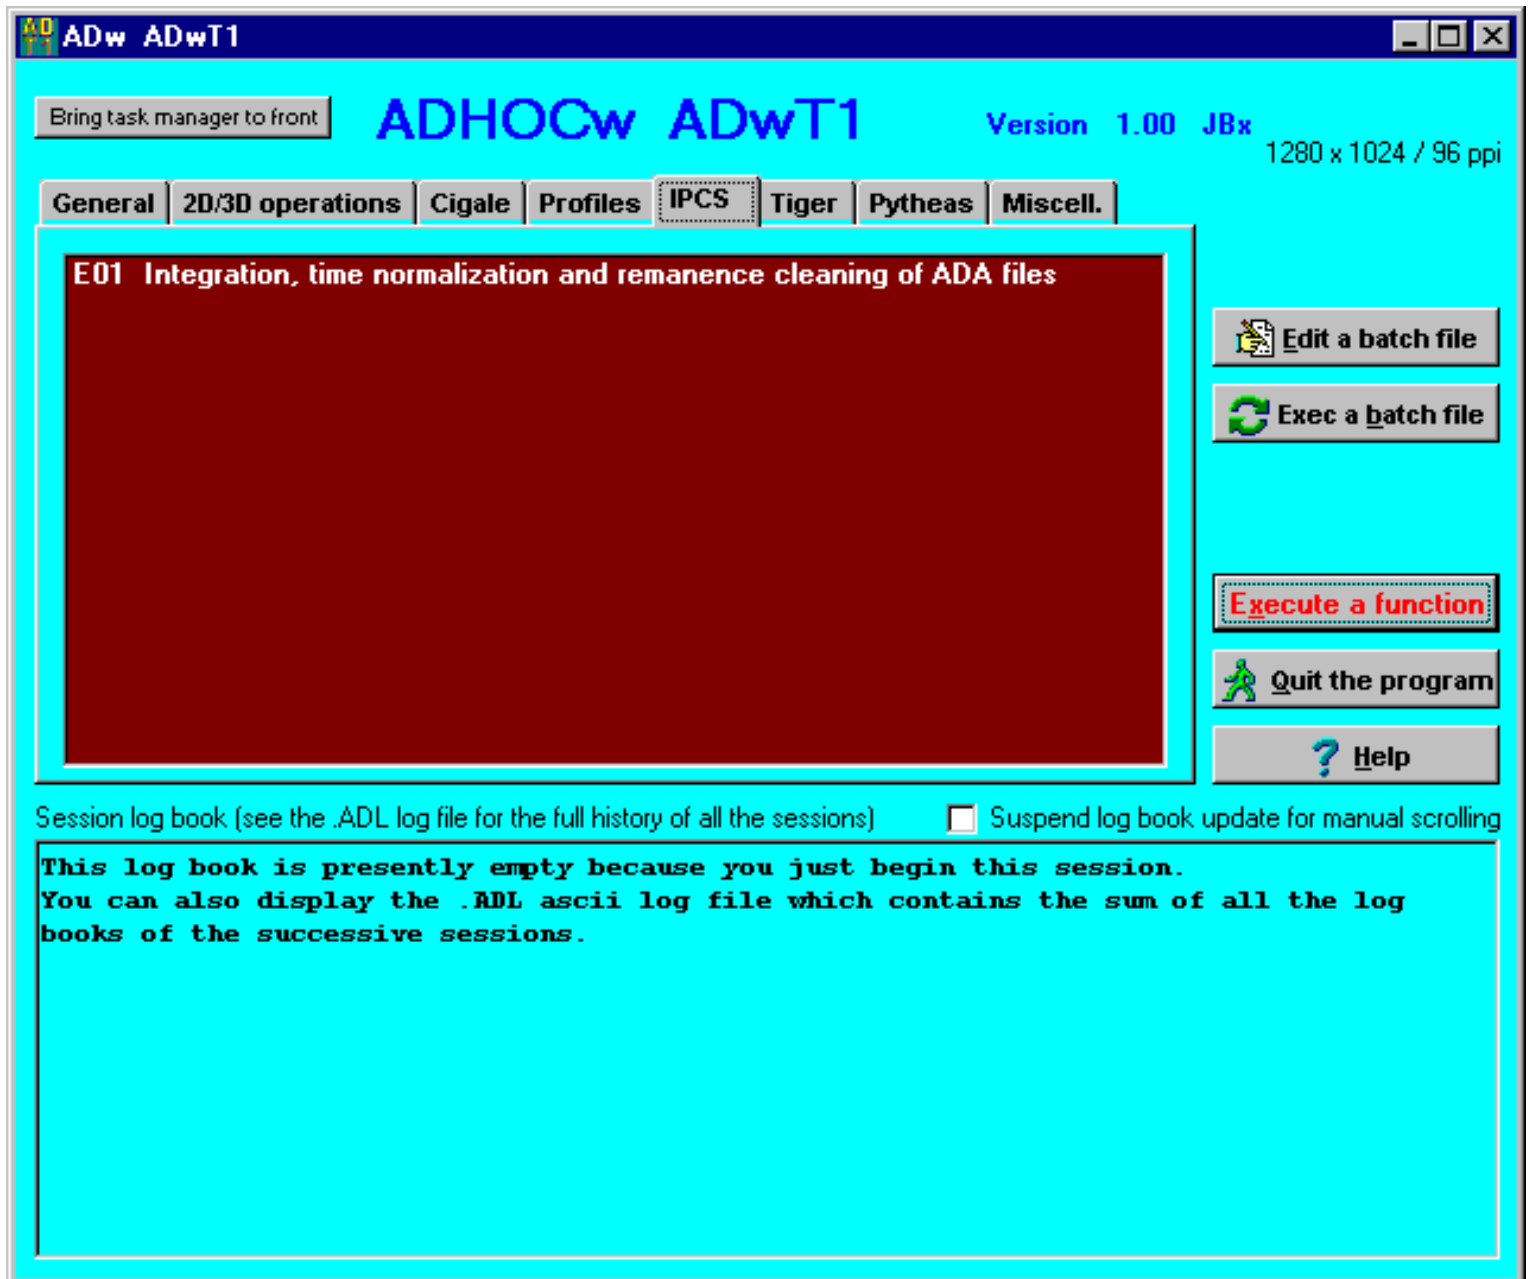 ADw ADwT1
Bring task manager to front
ADHOCw ADwT1
Version 1.00 JBx
1280 x 1024 / 96 ppi
General 2D/3D operations Cigale Profiles IPCS Tiger Pytheas Miscell.
E01 Integration, time normalization and remanence cleaning of ADA files
Edit a batch file
Exec a batch file
Execute a function
Quit the program
? Help
Session log book (see the .ADL log file for the full history of all the sessions)
Suspend log book update for manual scrolling
This log book is presently empty because you just begin this session.
You can also display the .ADL ascii log file which contains the sum of all the log
books of the successive sessions.